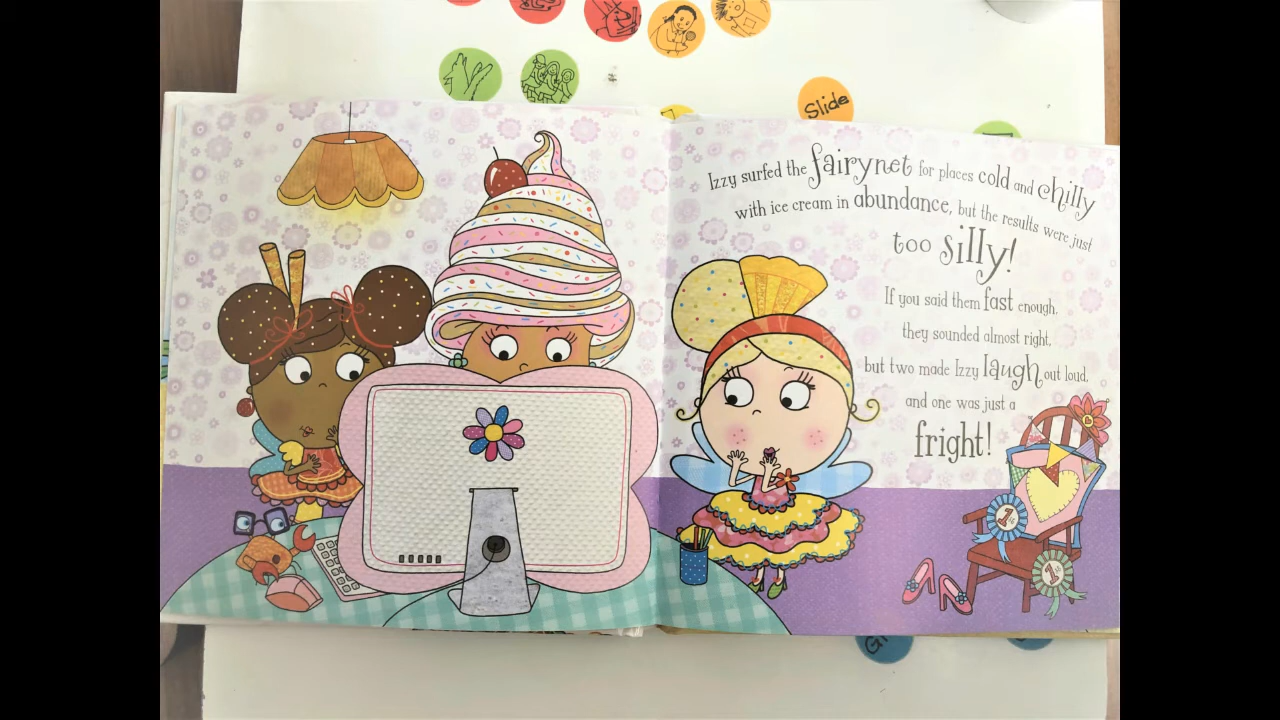 Slide
Izzy surfed the fairynet for places cold and chilly
with ice cream in abundance, but the results were just
too silly!
If you said them fast enough,
they sounded almost right,
but two made Izzy laugh out loud,
and one was just a
fright!
1st
1st